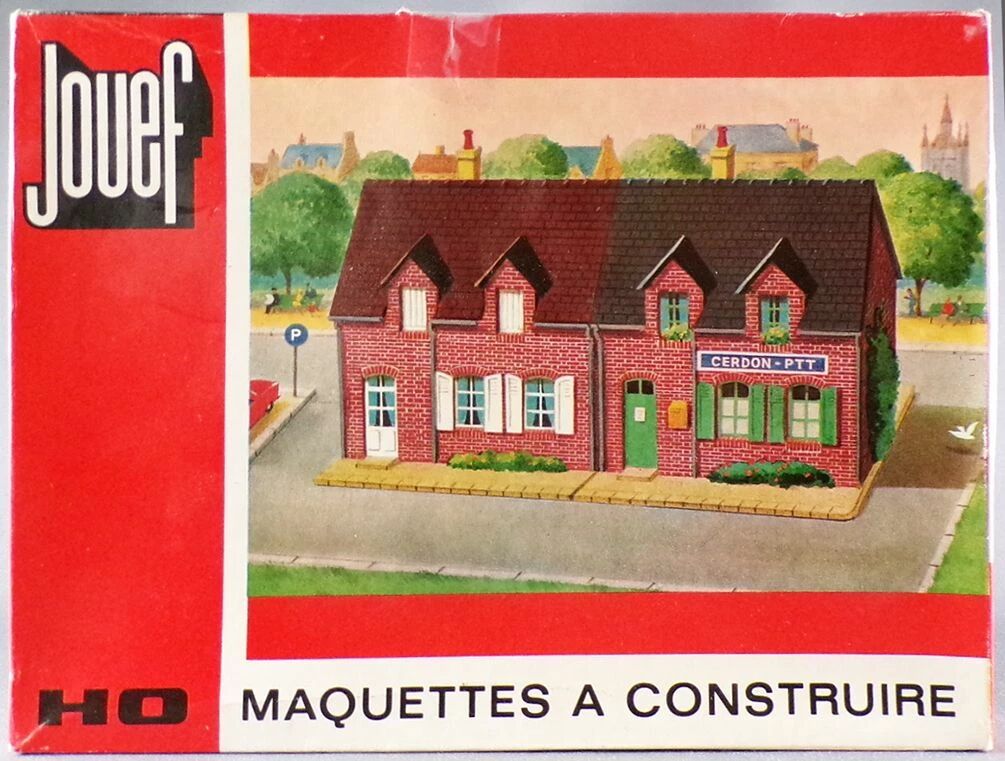 Jouef
P
CERDON-PTT
HO
MAQUETTES A CONSTRUIRE